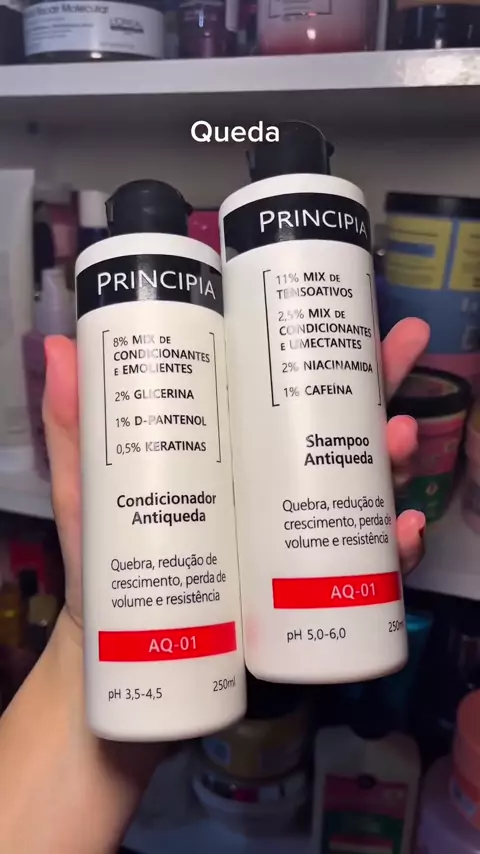 Queda
PRINCIPIA
8% MIX DE
CONDICIONANTES
E EMOLIENTES
2% GLICERINA
1% D-PANTENOL
0,5% KERATINAS
Condicionador
Antiqueda
Quebra, redução de
crescimento, perda de
volume e resistência
AQ-01
pH 3,5-4,5
250ml
PRINCIPIA
11% MIX DE
TENSOATIVOS
2,5% MIX DE
CONDICIONANTES
E UMECTANTES
2% NIACINAMIDA
1% CAFEÍNA
Shampoo
Antiqueda
Quebra, redução de
crescimento, perda de
volume e resistência
AQ-01
pH 5,0-6,0
250ml